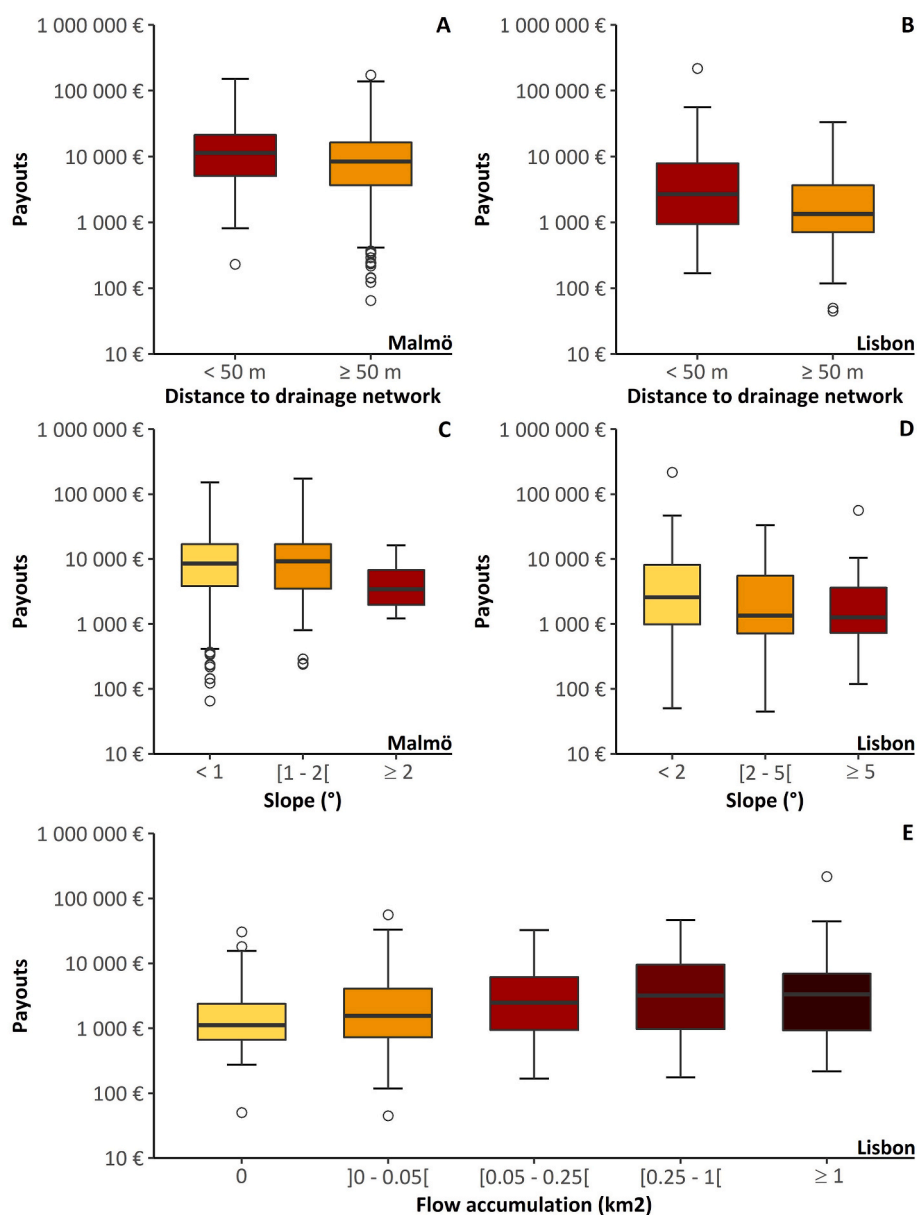 A
1 000 000 €
100 000 €
10 000 €
1 000 €
100 €
10 €
Payouts
Malmö
< 50 m
≥ 50 m
Distance to drainage network
B
1 000 000 €
100 000 €
10 000 €
1 000 €
100 €
10 €
Payouts
Lisbon
< 50 m
≥ 50 m
Distance to drainage network
C
1 000 000 €
100 000 €
10 000 €
1 000 €
100 €
10 €
Payouts
Malmö
< 1
[1 - 2[
≥ 2
Slope (°)
D
1 000 000 €
100 000 €
10 000 €
1 000 €
100 €
10 €
Payouts
Lisbon
< 2
[2 - 5[
≥ 5
Slope (°)
E
1 000 000 €
100 000 €
10 000 €
1 000 €
100 €
10 €
Payouts
Lisbon
0
]0 - 0.05[
[0.05 - 0.25[
[0.25 - 1[
≥ 1
Flow accumulation (km2)